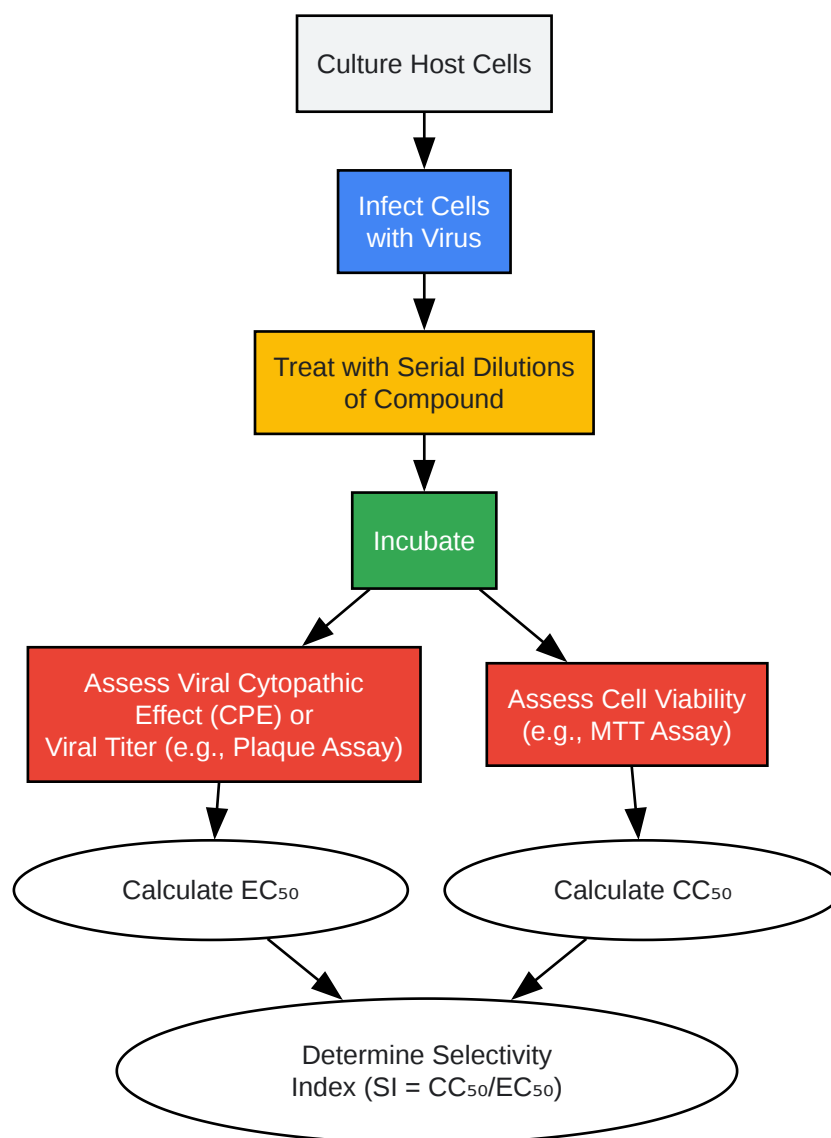 Culture Host Cells
Infect Cells
with Virus
Treat with Serial Dilutions
of Compound
Incubate
Assess Viral Cytopathic
Effect (CPE) or
Viral Titer (e.g., Plaque Assay)
Assess Cell Viability
(e.g., MTT Assay)
Calculate EC₅₀
Calculate CC₅₀
Determine Selectivity
Index (SI = CC₅₀/EC₅₀)